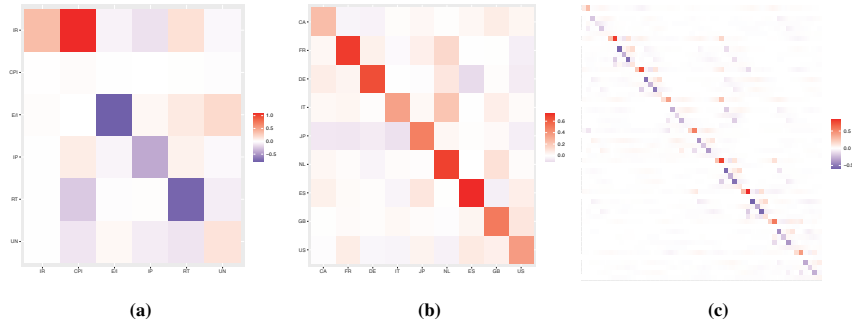 IR
CPI
E/I
IP
RT
UN
IR CPI E/I IP RT UN
1.0
0.5
0.0
−0.5
(a)
CA
FR
DE
IT
JP
NL
ES
GB
US
CA FR DE IT JP NL ES GB US
0.6
0.4
0.2
0.0
(b)
0.5
0.0
−0.5
(c)